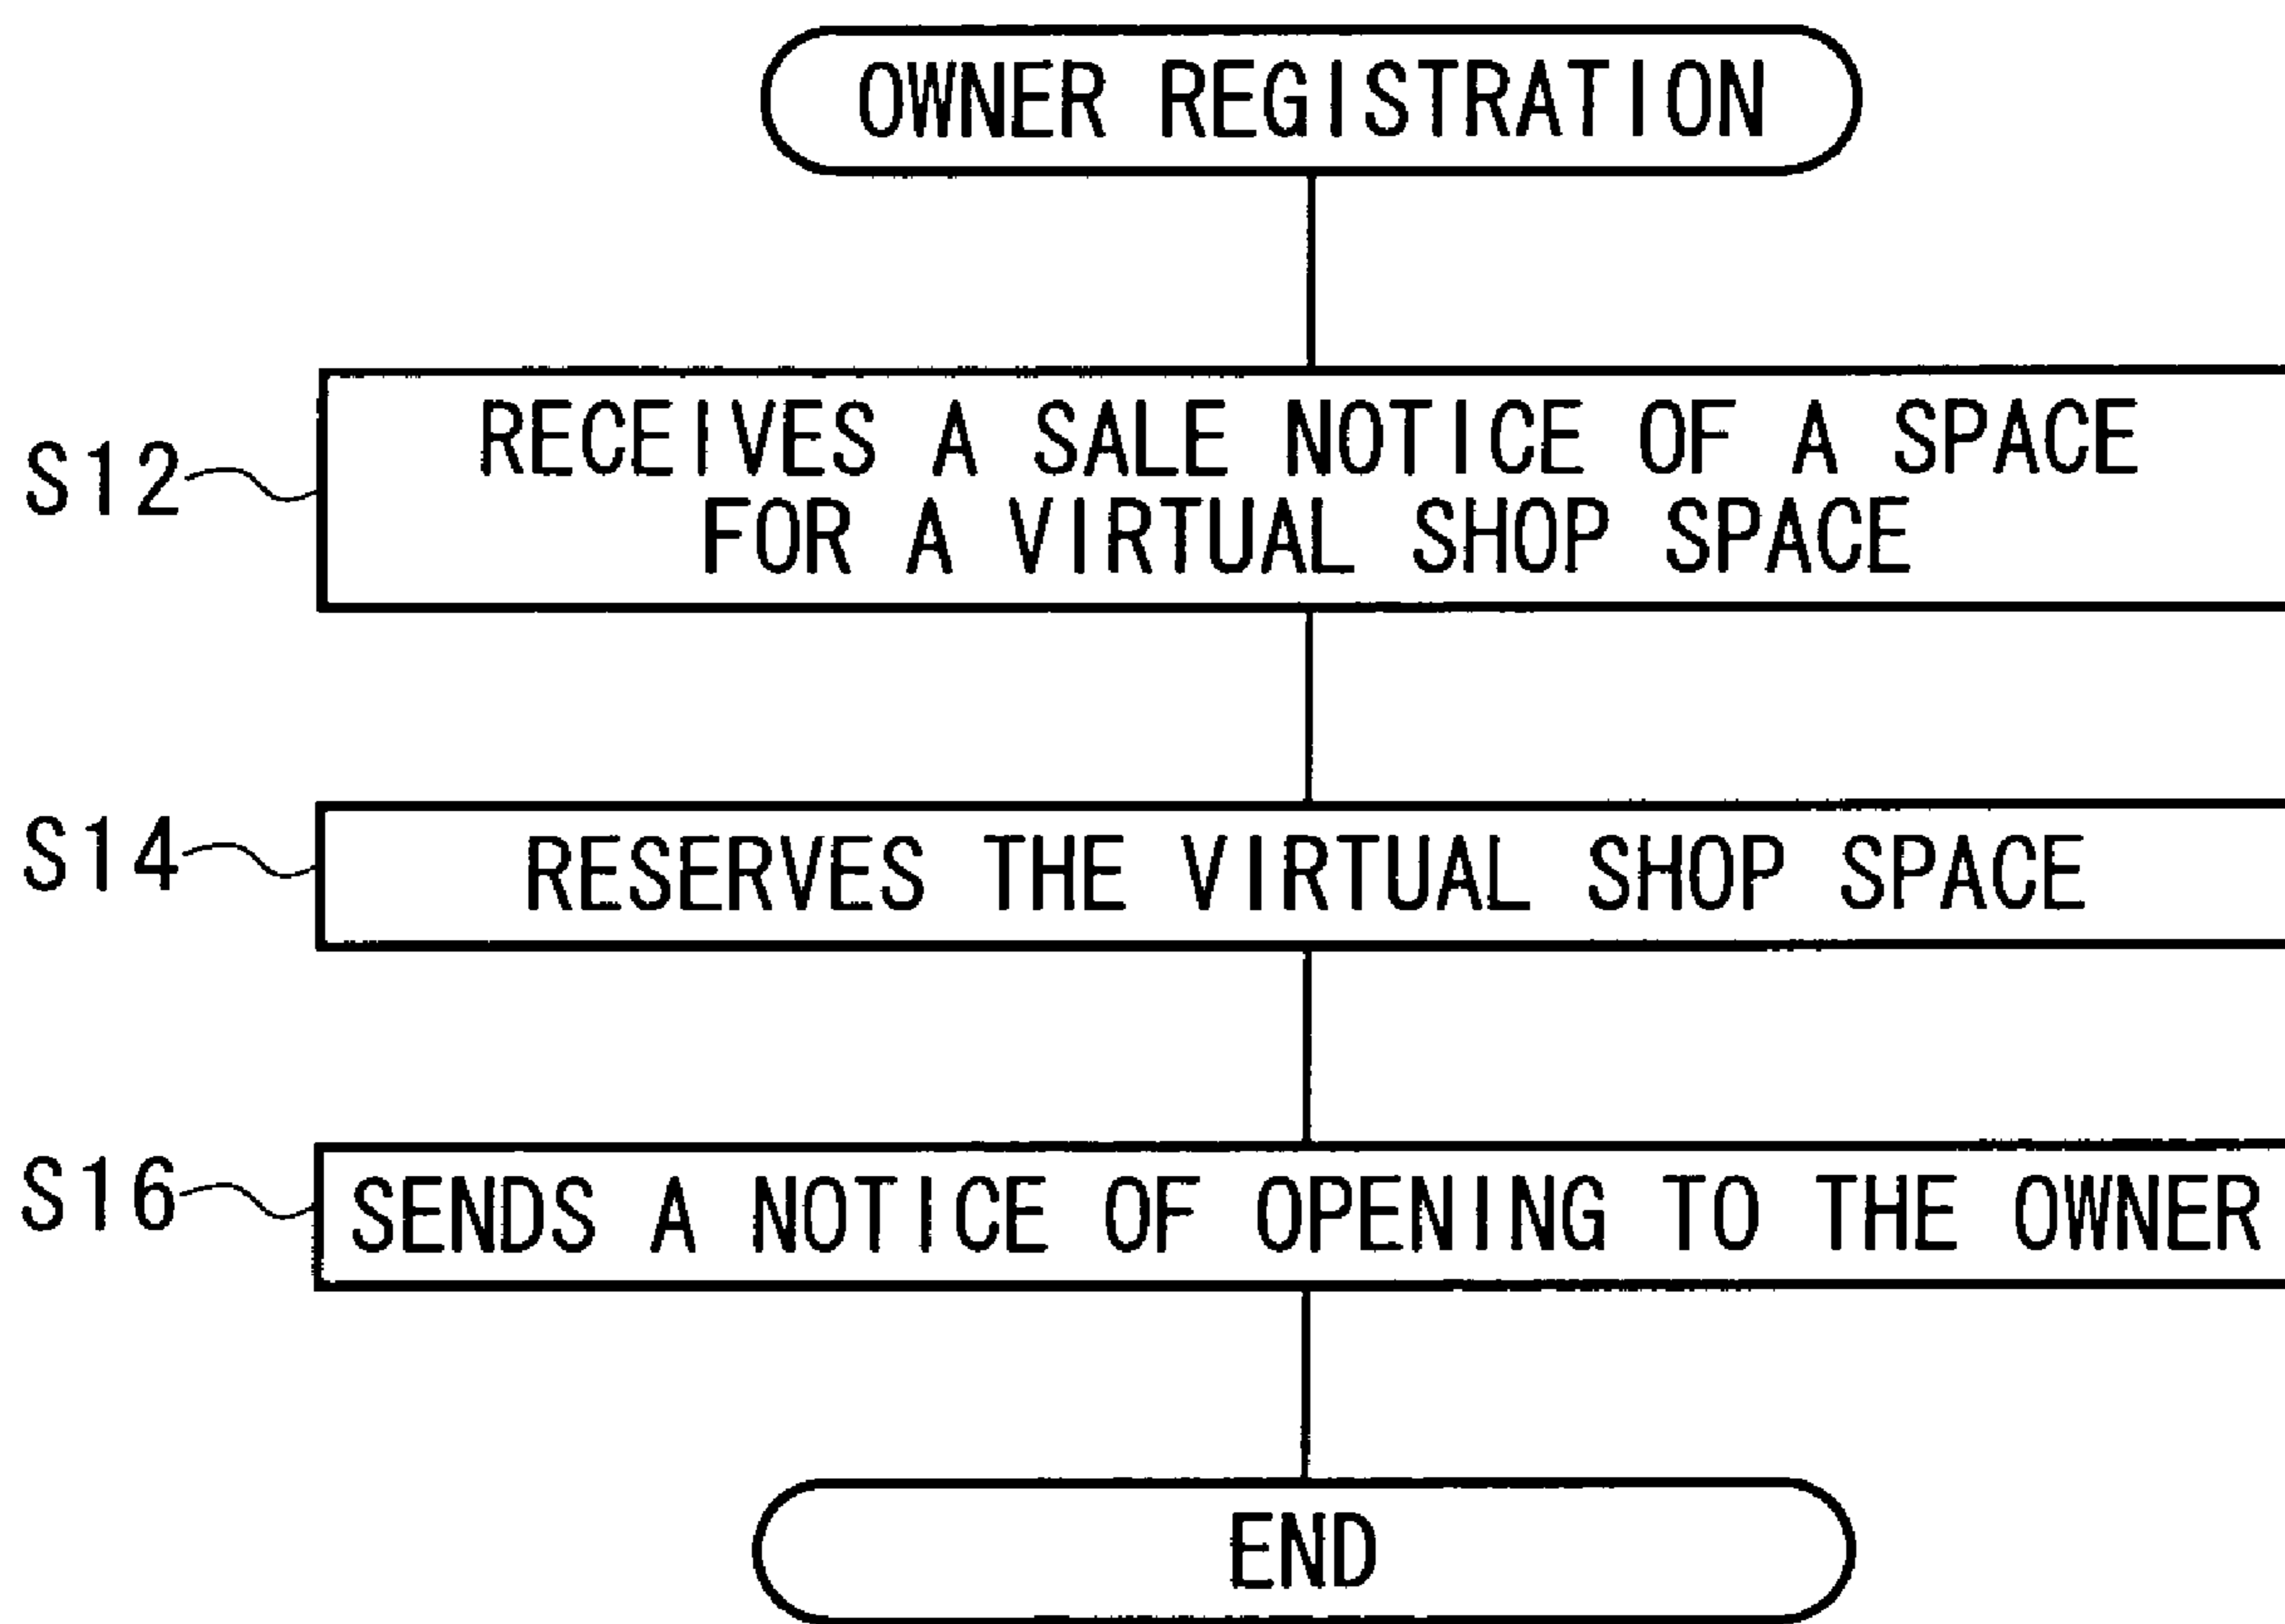 OWNER REGISTRATION
S12
RECEIVES A SALE NOTICE OF A SPACE
FOR A VIRTUAL SHOP SPACE
S14
RESERVES THE VIRTUAL SHOP SPACE
S16
SENDS A NOTICE OF OPENING TO THE OWNER
END